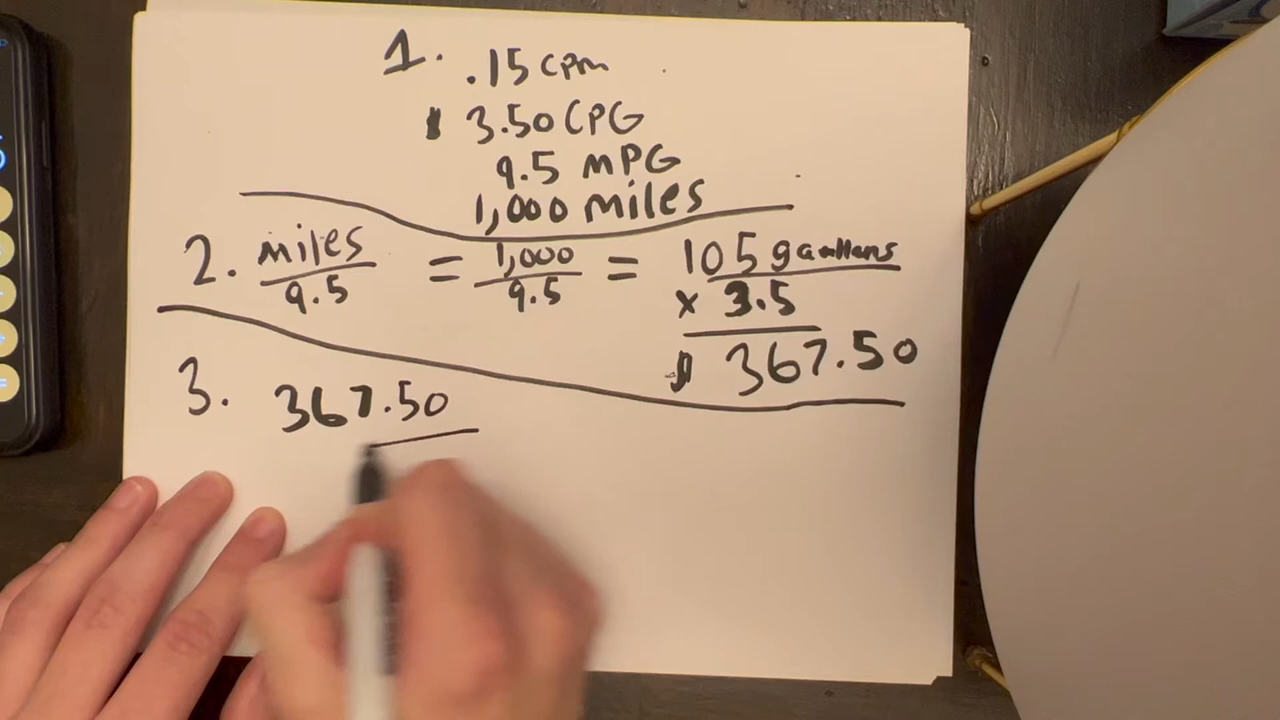 1. .15 cpm
$ 3.50 CPG
9.5 MPG
1,000 miles
2. miles / 9.5 = 1,000 / 9.5 = 105 gallons
x 3.5
$ 367.50
3. 367.50